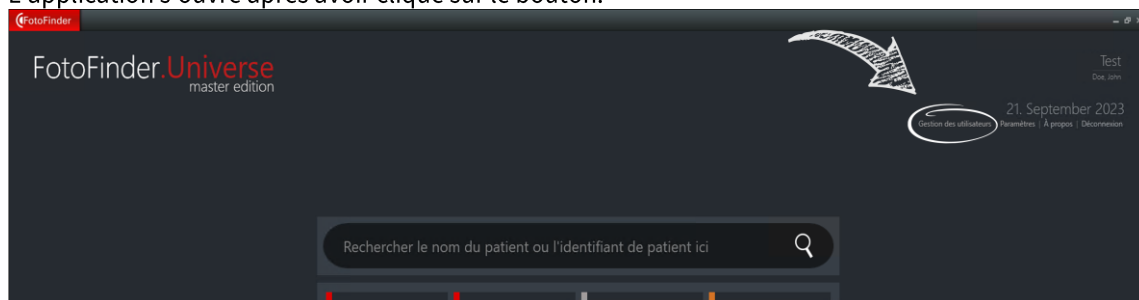 L'application s'ouvre après avoir cliqué sur le bouton.
FotoFinder
FotoFinder.Universe
master edition
Test
Doe, John
21. September 2023
Gestion des utilisateurs | Paramètres | À propos | Déconnexion
Rechercher le nom du patient ou l'identifiant de patient ici